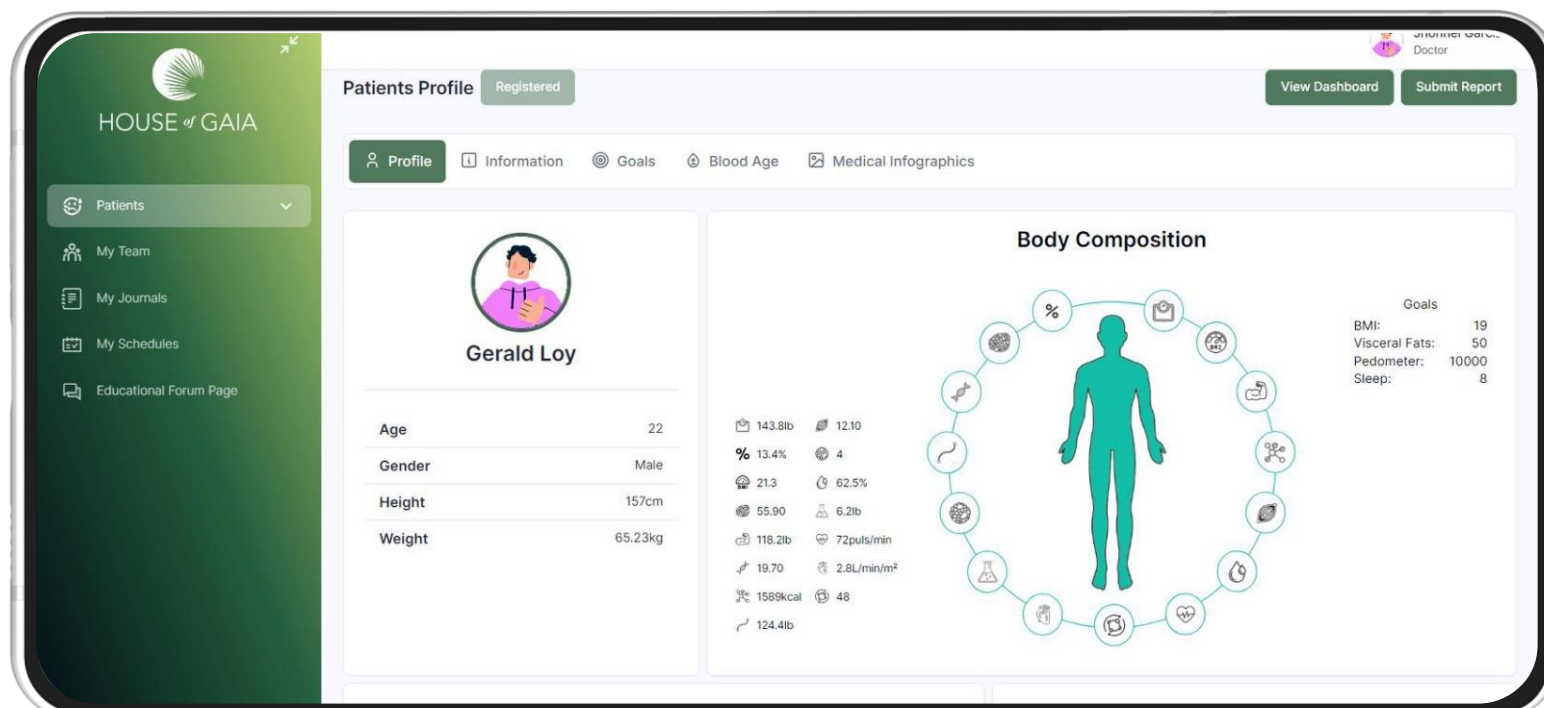 HOUSE of GAIA
Patients
My Team
My Journals
My Schedules
Educational Forum Page
Doctor
Patients Profile
Registered
View Dashboard
Submit Report
Profile
Information
Goals
Blood Age
Medical Infographics
Gerald Loy
Age 22
Gender Male
Height 157cm
Weight 65.23kg
Body Composition
% 
BMI
Goals
BMI: 19
Visceral Fats: 50
Pedometer: 10000
Sleep: 8
143.8lb 12.10
% 13.4% 4
BMI 21.3 62.5%
55.90 6.2lb
118.2lb 72puls/min
19.70 2.8L/min/m²
1589kcal 48
124.4lb